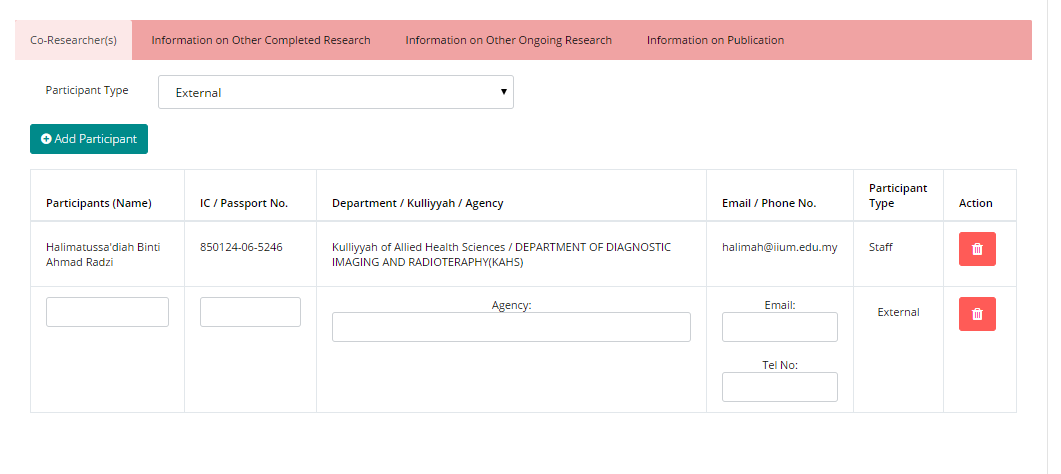 Co-Researcher(s) Information on Other Completed Research Information on Other Ongoing Research Information on Publication
Participant Type External
Add Participant
Participants (Name) IC / Passport No. Department / Kulliyyah / Agency Email / Phone No. Participant
Type Action
Halimatussa'diah Binti
Ahmad Radzi
850124-06-5246
Kulliyyah of Allied Health Sciences / DEPARTMENT OF DIAGNOSTIC
IMAGING AND RADIOTERAPHY(KAHS)
halimah@iium.edu.my
Staff
Agency:
Email:
Tel No:
External